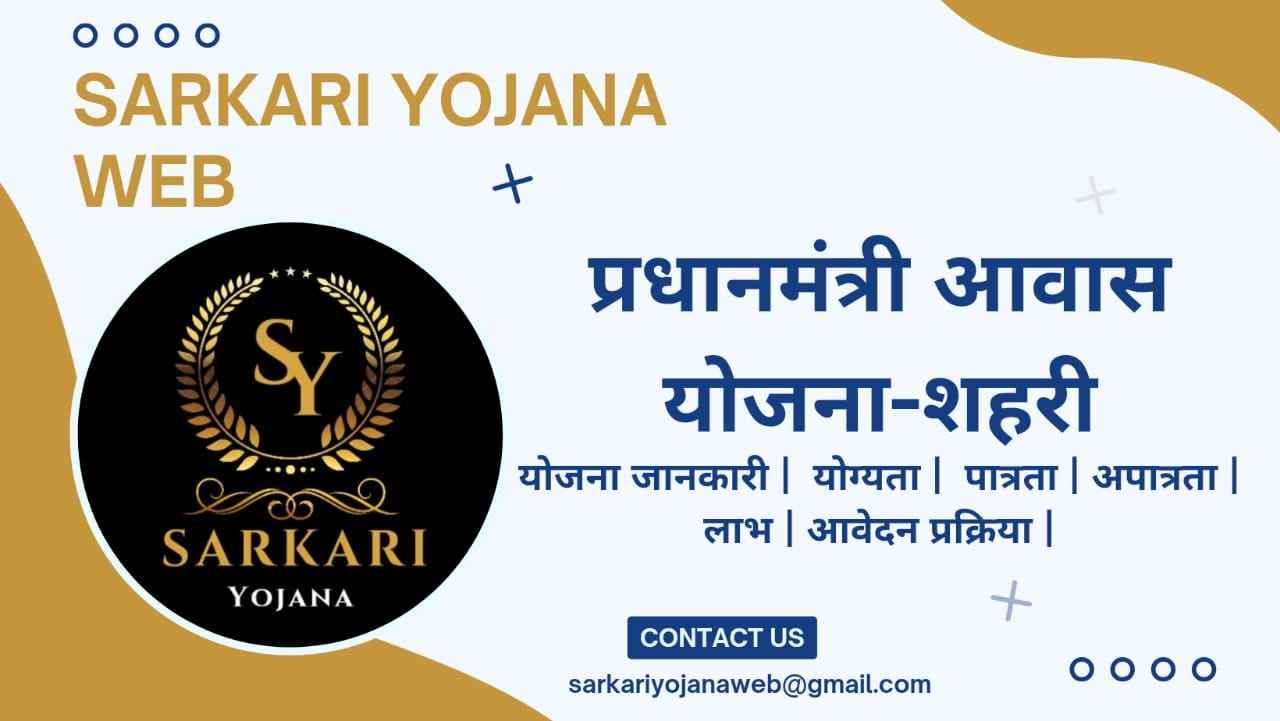 SARKARI YOJANA
WEB
SY
SARKARI
YOJANA
प्रधानमंत्री आवास
योजना-शहरी
योजना जानकारी | योग्यता | पात्रता | अपात्रता |
लाभ | आवेदन प्रक्रिया |
CONTACT US
sarkariyojanaweb@gmail.com